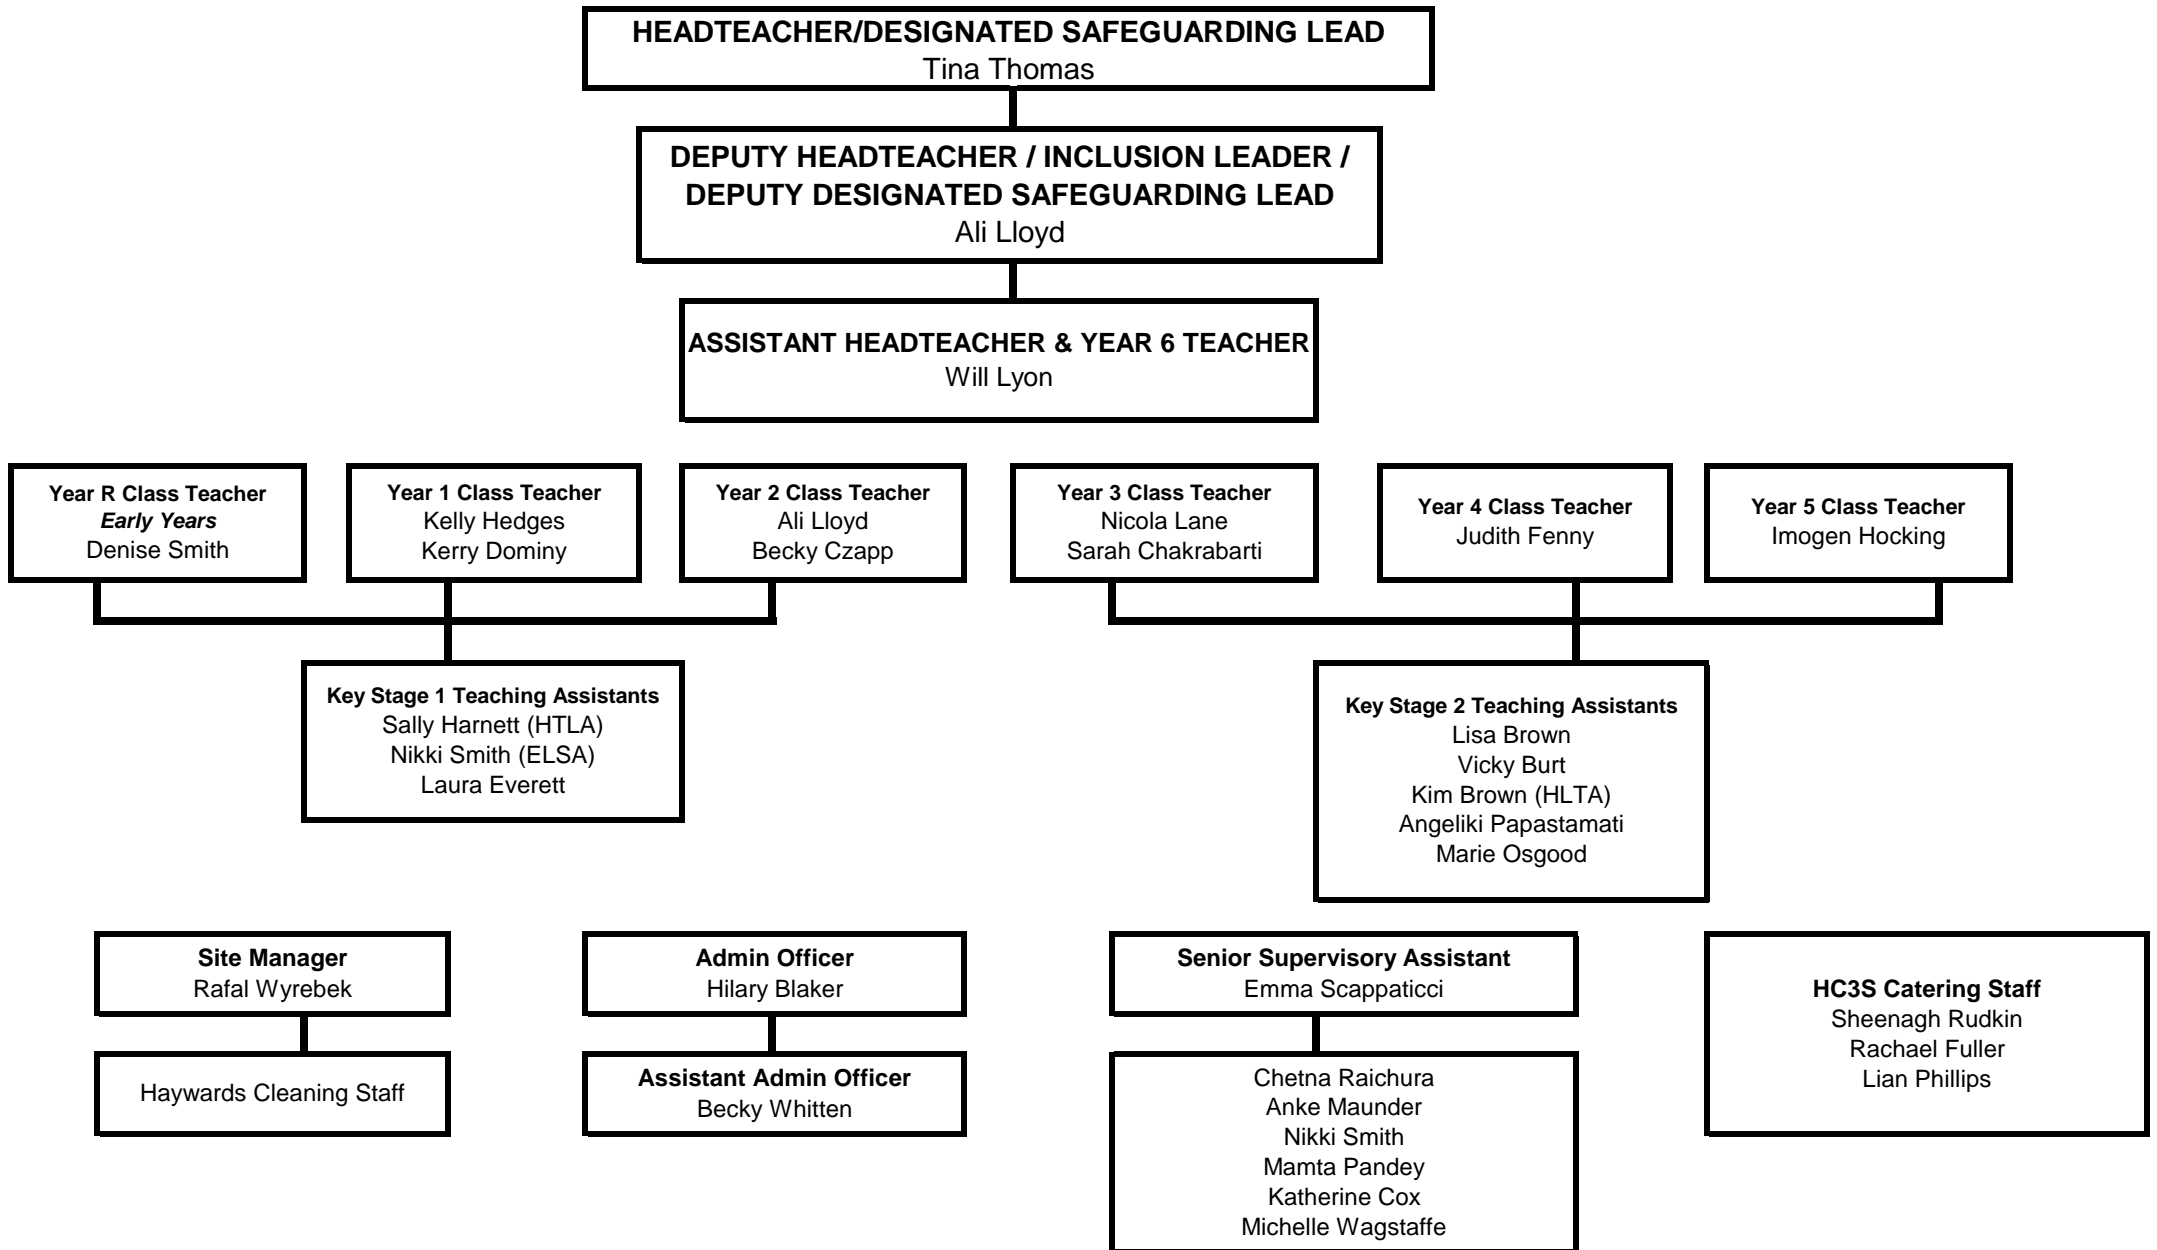 HEADTEACHER/DESIGNATED SAFEGUARDING LEAD
Tina Thomas
DEPUTY HEADTEACHER / INCLUSION LEADER /
DEPUTY DESIGNATED SAFEGUARDING LEAD
Ali Lloyd
ASSISTANT HEADTEACHER & YEAR 6 TEACHER
Will Lyon
Year R Class Teacher
Early Years
Denise Smith
Year 1 Class Teacher
Kelly Hedges
Kerry Dominy
Year 2 Class Teacher
Ali Lloyd
Becky Czapp
Year 3 Class Teacher
Nicola Lane
Sarah Chakrabarti
Year 4 Class Teacher
Judith Fenny
Year 5 Class Teacher
Imogen Hocking
Key Stage 1 Teaching Assistants
Sally Harnett (HTLA)
Nikki Smith (ELSA)
Laura Everett
Key Stage 2 Teaching Assistants
Lisa Brown
Vicky Burt
Kim Brown (HLTA)
Angeliki Papastamati
Marie Osgood
Site Manager
Rafal Wyrebek
Haywards Cleaning Staff
Admin Officer
Hilary Blaker
Assistant Admin Officer
Becky Whitten
Senior Supervisory Assistant
Emma Scappaticci
Chetna Raichura
Anke Maunder
Nikki Smith
Mamta Pandey
Katherine Cox
Michelle Wagstaffe
HC3S Catering Staff
Sheenagh Rudkin
Rachael Fuller
Lian Phillips